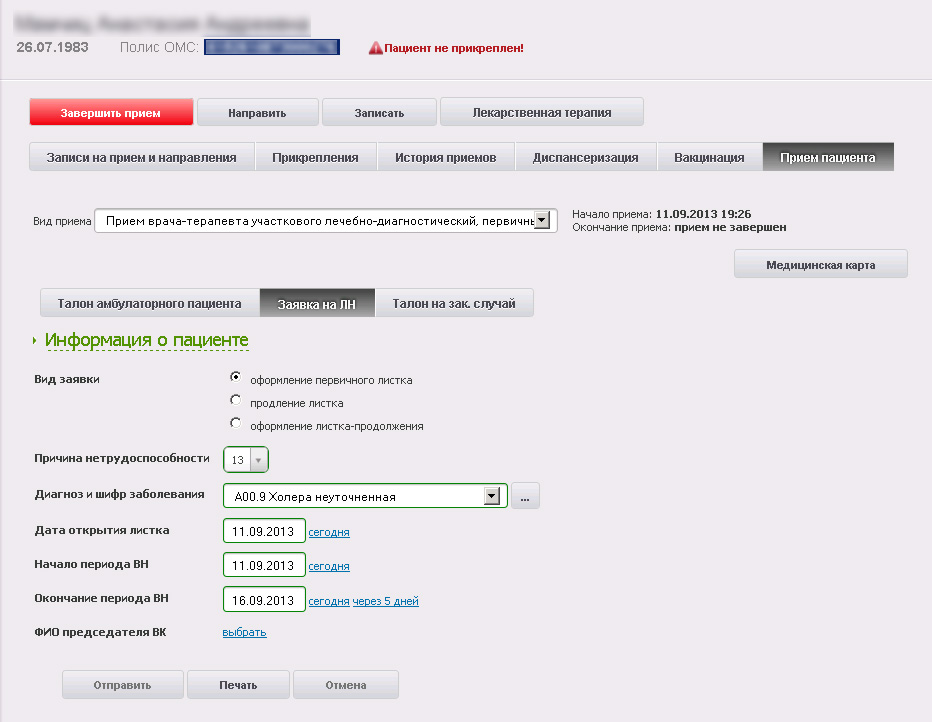 26.07.1983 Полис ОМС: Пациент не прикреплен!
Завершить прием Направить Записать Лекарственная терапия
Записи на прием и направления Прикрепления История приемов Диспансеризация Вакцинация Прием пациента
Вид приема Прием врача-терапевта участкового лечебно-диагностический, первичны
Начало приема: 11.09.2013 19:26
Окончание приема: прием не завершен
Медицинская карта
Талон амбулаторного пациента Заявка на ЛН Талон на зак. случай
Информация о пациенте
Вид заявки оформление первичного листка
продление листка
оформление листка-продолжения
Причина нетрудоспособности 13
Диагноз и шифр заболевания A00.9 Холера неуточненная ...
Дата открытия листка 11.09.2013 сегодня
Начало периода ВН 11.09.2013 сегодня
Окончание периода ВН 16.09.2013 сегодня через 5 дней
ФИО председателя ВК выбрать
Отправить Печать Отмена